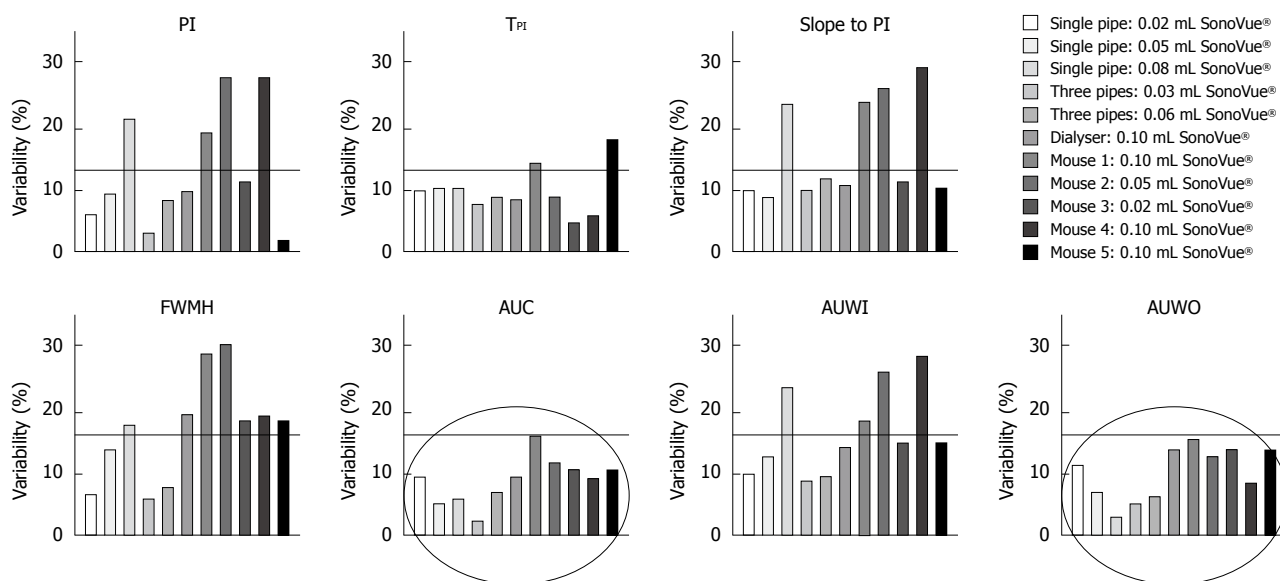 PI
Variability (%)
30
20
10
0
TPI
Variability (%)
30
20
10
0
Slope to PI
Variability (%)
30
20
10
0
Single pipe: 0.02 mL SonoVue®
Single pipe: 0.05 mL SonoVue®
Single pipe: 0.08 mL SonoVue®
Three pipes: 0.03 mL SonoVue®
Three pipes: 0.06 mL SonoVue®
Dialyser: 0.10 mL SonoVue®
Mouse 1: 0.10 mL SonoVue®
Mouse 2: 0.05 mL SonoVue®
Mouse 3: 0.02 mL SonoVue®
Mouse 4: 0.10 mL SonoVue®
Mouse 5: 0.10 mL SonoVue®
FWMH
Variability (%)
30
20
10
0
AUC
Variability (%)
30
20
10
0
AUWI
Variability (%)
30
20
10
0
AUWO
Variability (%)
30
20
10
0